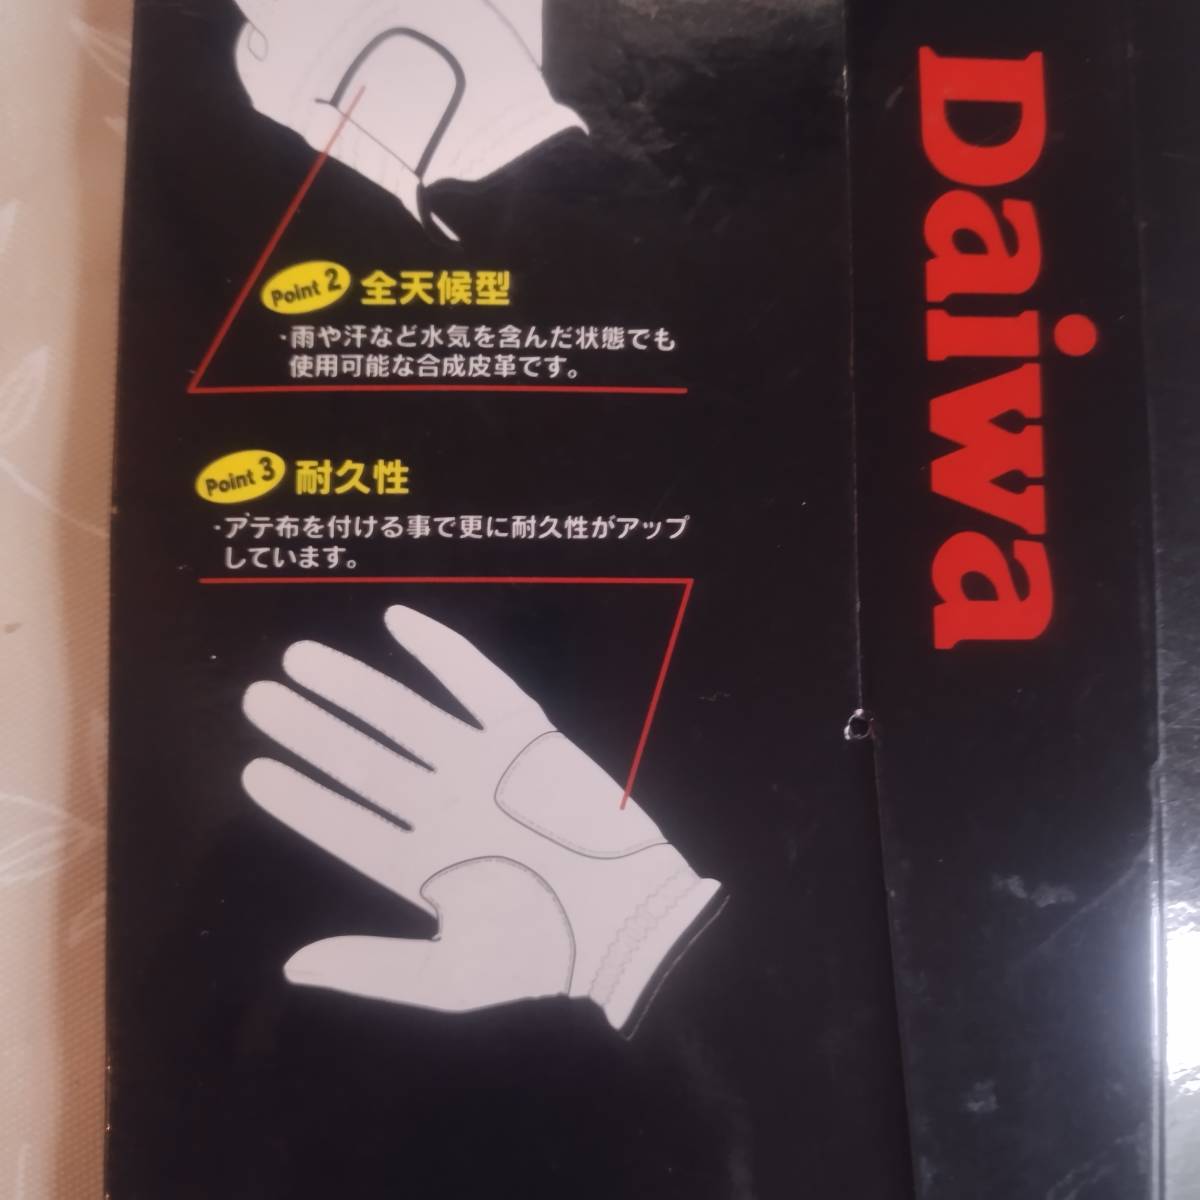 Point 2 全天候型
・雨や汗など水気を含んだ状態でも
使用可能な合成皮革です。
Point 3 耐久性
・アテ布を付ける事で更に耐久性がアップ
しています。
Daiwa